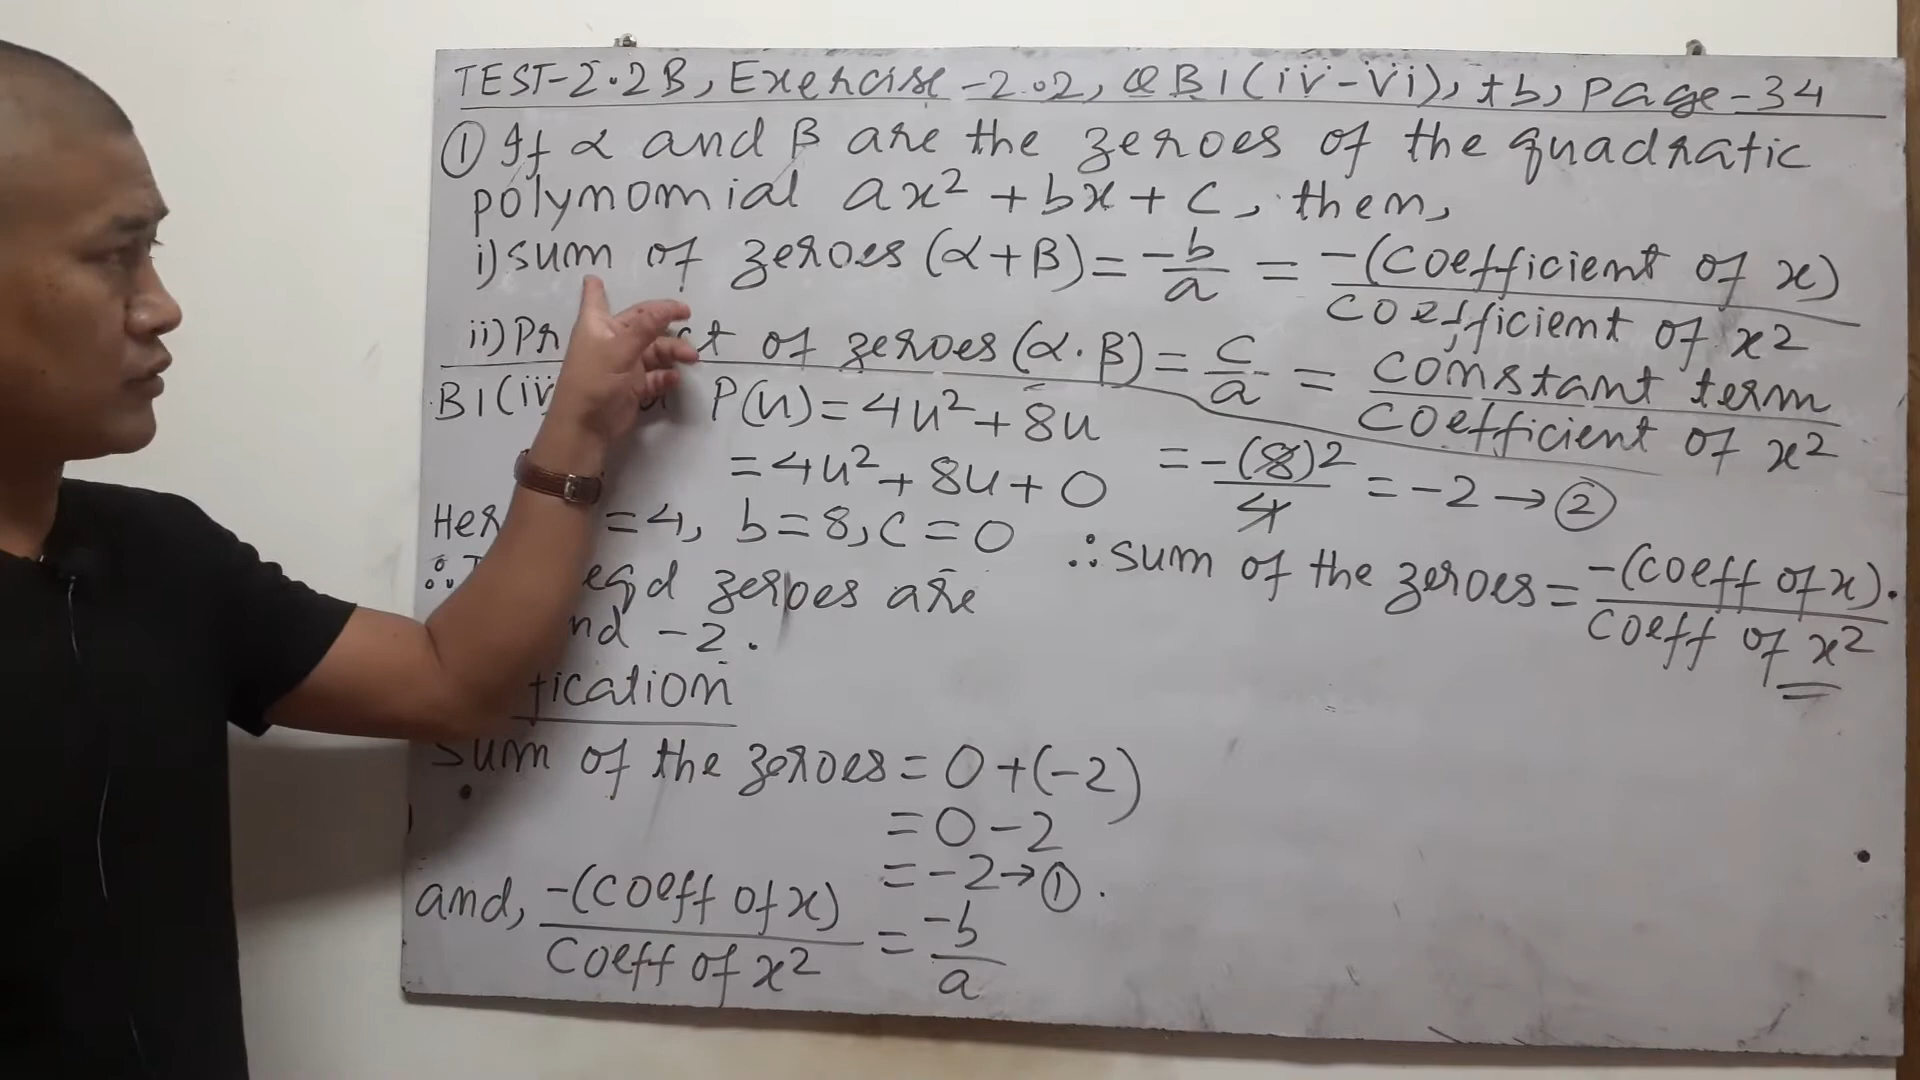 TEST-2.2B, Exercise-2.2, QB1(iv-vi), tb, Page-34
① If α and β are the zeroes of the quadratic
polynomial ax² + bx + c, then,
i) sum of zeroes (α+β) = -b/a = -(coefficient of x)/coefficient of x²
ii) Pr ct of zeroes (α.β) = c/a = constant term/coefficient of x²
B1(iv P(u) = 4u² + 8u
= 4u² + 8u + 0
Her =4, b=8, c=0
∴ eqd zeroes are
nd -2.
fication
Sum of the zeroes = 0+(-2)
= 0-2
= -2 → ①.
and, -(coeff of x)/coeff of x² = -b/a
= -(8)2/4 = -2 → ②
∴ sum of the zeroes = -(coeff of x)/coeff of x².